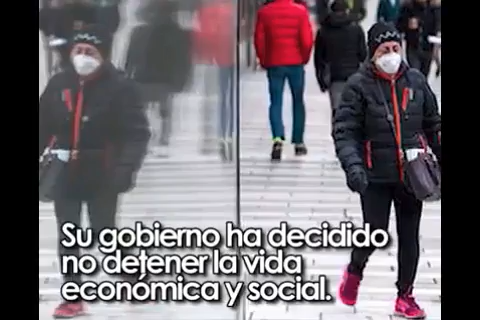 Su gobierno ha decidido
no detener la vida
económica y social.